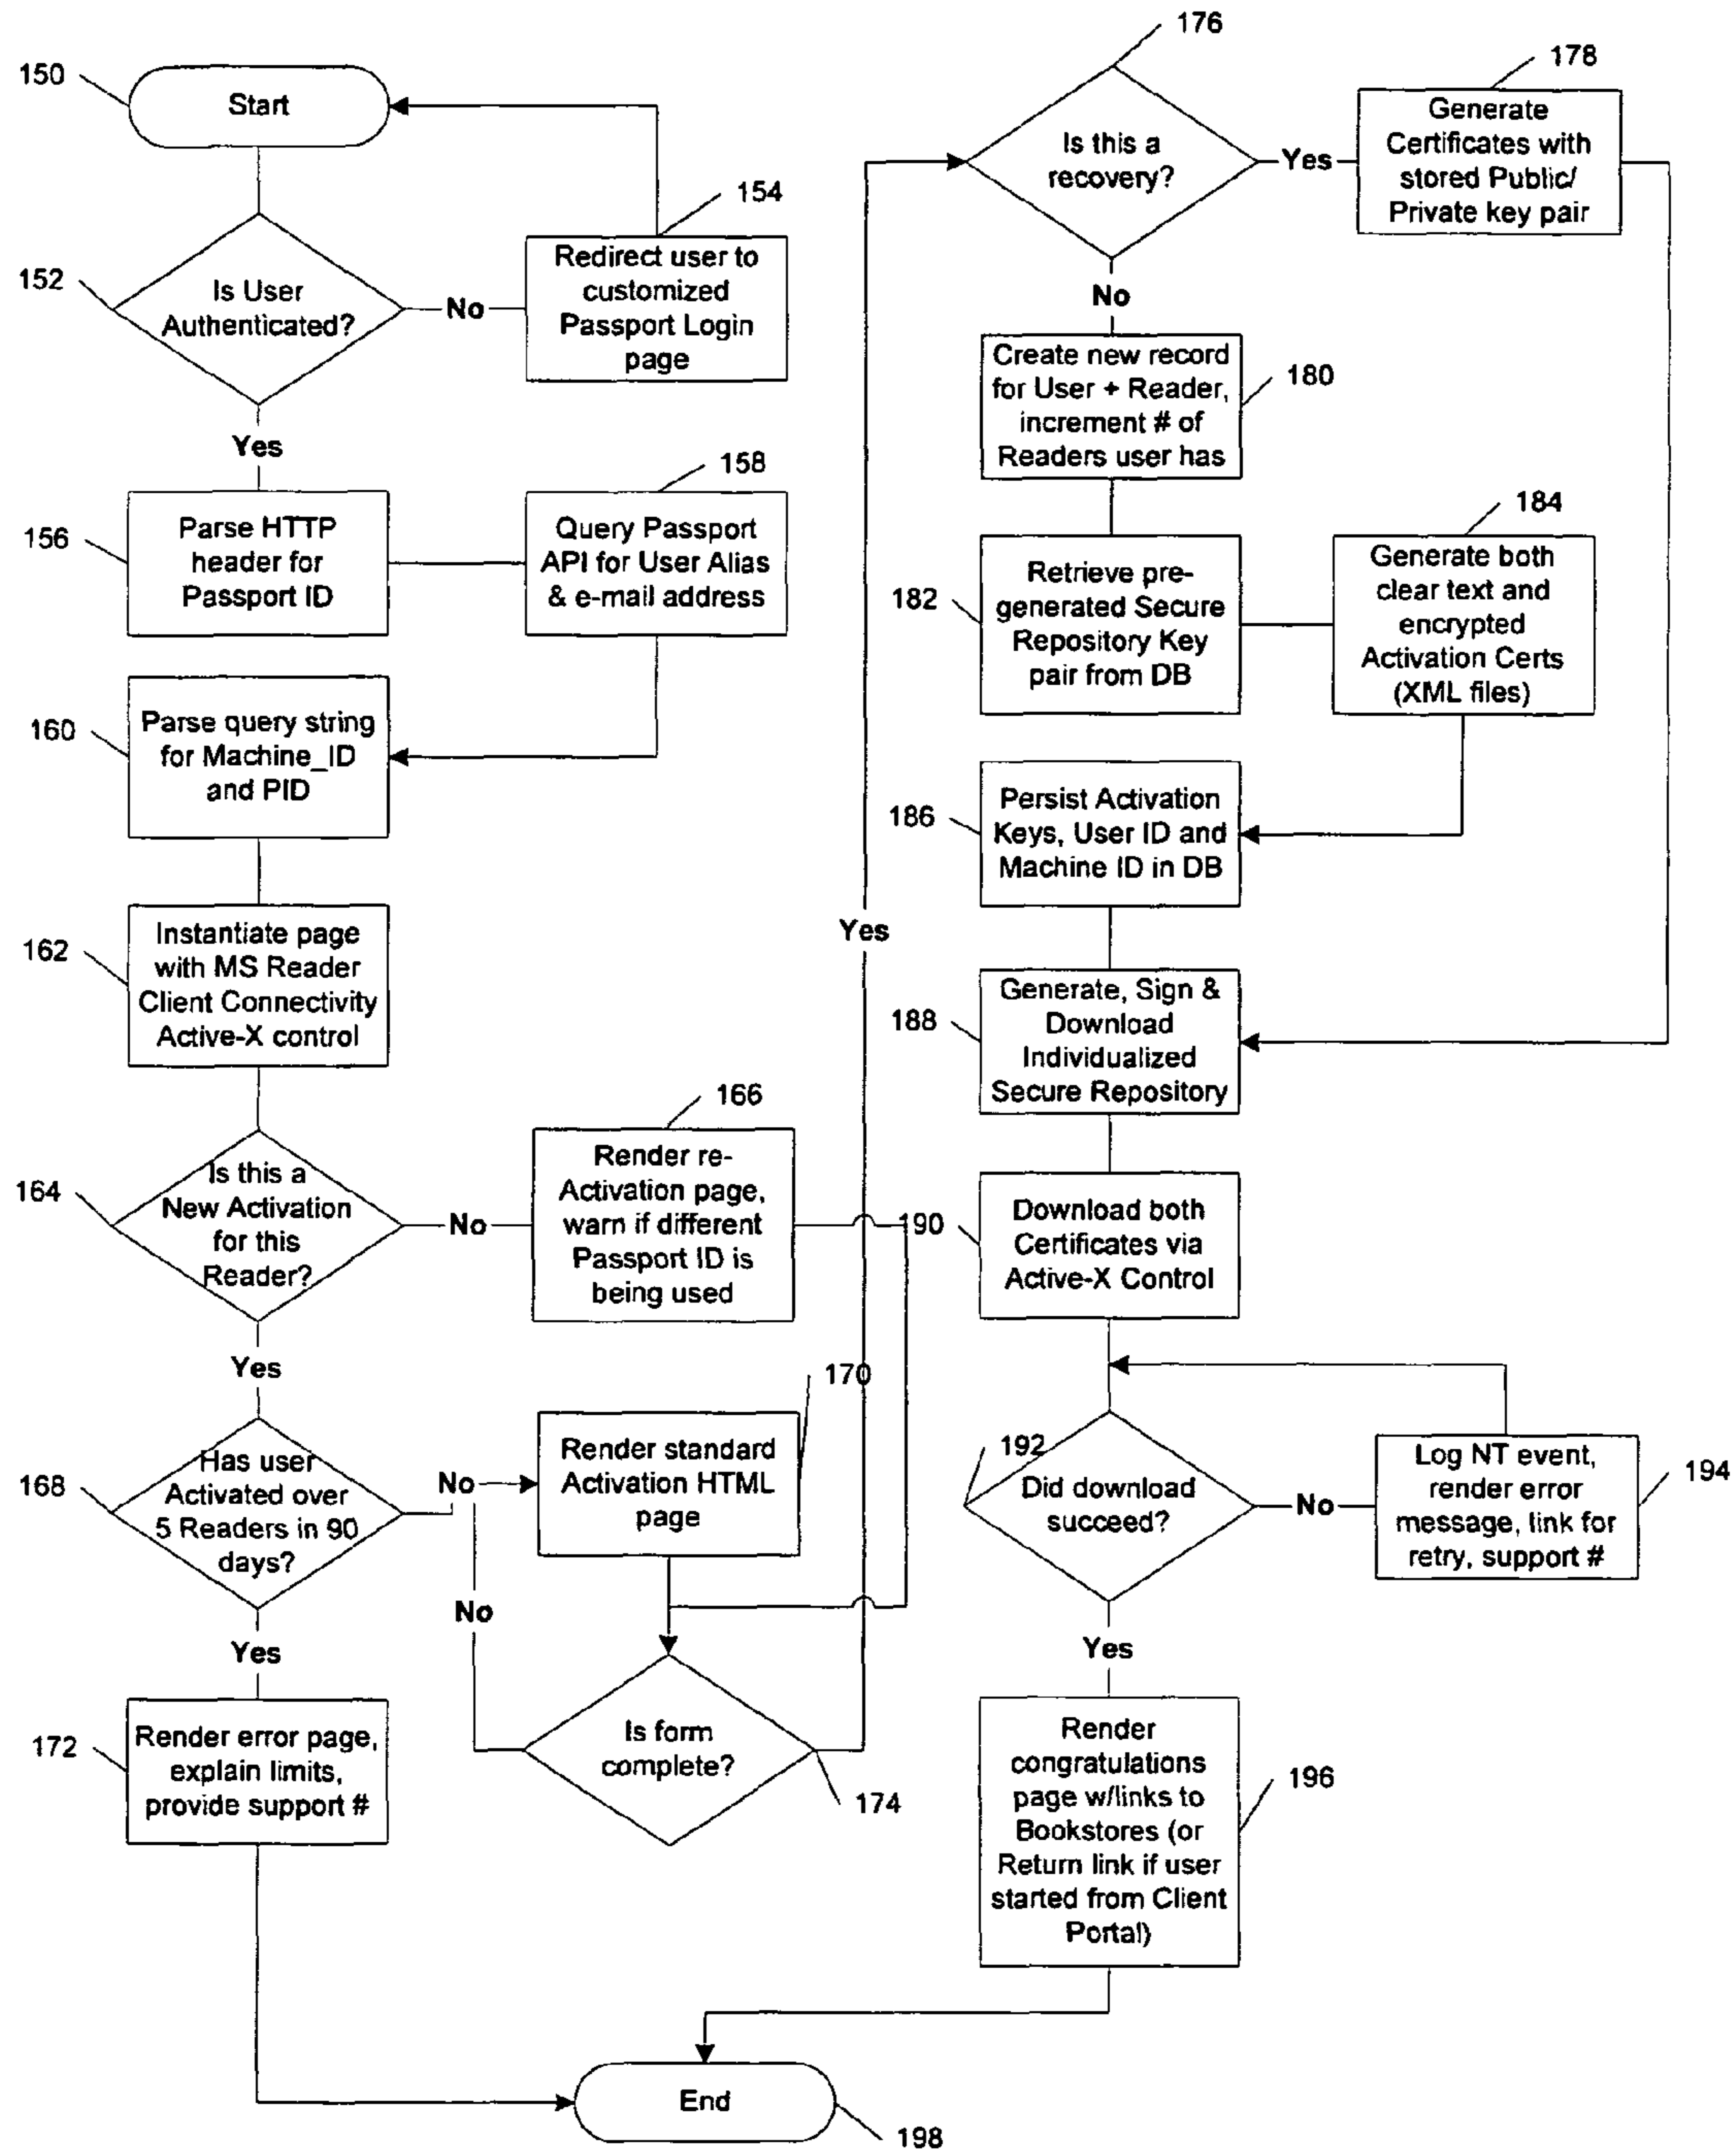 150
Start
154
152
Is User
Authenticated?
No
Redirect user to
customized
Passport Login
page
Yes
158
156
Parse HTTP
header for
Passport ID
Query Passport
API for User Alias
& e-mail address
160
Parse query string
for Machine_ID
and PID
162
Instantiate page
with MS Reader
Client Connectivity
Active-X control
166
164
Is this a
New Activation
for this
Reader?
No
Render re-
Activation page,
warn if different
Passport ID is
being used
Yes
170
168
Has user
Activated over
5 Readers in 90
days?
No
Render standard
Activation HTML
page
No
Yes
172
Render error page,
explain limits,
provide support #
Is form
complete?
174
Yes
176
Is this a
recovery?
Yes
178
Generate
Certificates with
stored Public/
Private key pair
No
Create new record
for User + Reader,
increment # of
Readers user has
180
184
182
Retrieve pre-
generated Secure
Repository Key
pair from DB
Generate both
clear text and
encrypted
Activation Certs
(XML files)
186
Persist Activation
Keys, User ID and
Machine ID in DB
188
Generate, Sign &
Download
Individualized
Secure Repository
190
Download both
Certificates via
Active-X Control
192
Did download
succeed?
No
Log NT event,
render error
message, link for
retry, support #
194
Yes
Render
congratulations
page w/links to
Bookstores (or
Return link if user
started from Client
Portal)
196
End
198